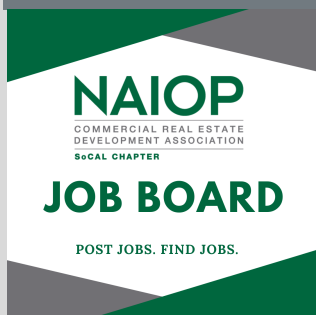 NAIOP
COMMERCIAL REAL ESTATE
DEVELOPMENT ASSOCIATION
SoCAL CHAPTER
JOB BOARD
POST JOBS. FIND JOBS.